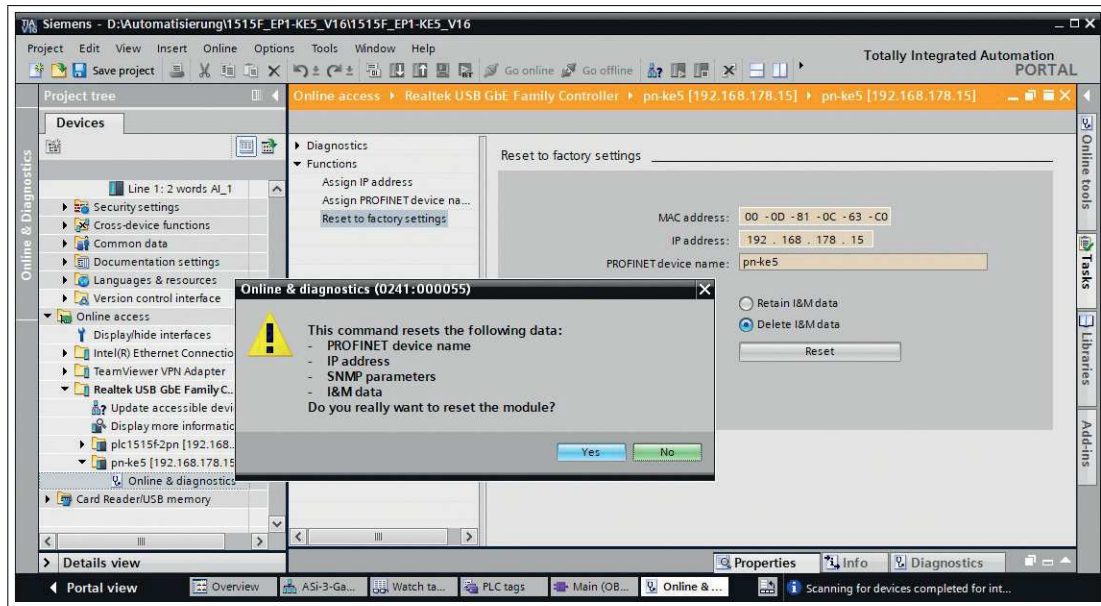 Siemens - D:\Automatisierung\1515F_EP1-KE5_V16\1515F_EP1-KE5_V16
Project Edit View Insert Online Options Tools Window Help
Save project Go online Go offline
Totally Integrated Automation
PORTAL
Project tree
Online access Realtek USB GbE Family Controller pn-ke5 [192.168.178.15] pn-ke5 [192.168.178.15]
Devices
Line 1: 2 words AI_1
Security settings
Cross-device functions
Common data
Documentation settings
Languages & resources
Version control interface
Online access
Display/hide interfaces
Intel(R) Ethernet Connectio
TeamViewer VPN Adapter
Realtek USB GbE Family C..
Update accessible devi
Display more informatic
plc1515f-2pn [192.168..
pn-ke5 [192.168.178.15
Online & diagnostics
Card Reader/USB memory
Details view
Online & Diagnostics
Diagnostics
Functions
Assign IP address
Assign PROFINET device na...
Reset to factory settings
Reset to factory settings
MAC address: 00 -0D -81 -0C -63 -C0
IP address: 192 . 168 . 178 . 15
PROFINET device name: pn-ke5
Retain I&M data
Delete I&M data
Reset
Online & diagnostics (0241:000055)
This command resets the following data:
- PROFINET device name
- IP address
- SNMP parameters
- I&M data
Do you really want to reset the module?
Yes No
Online tools
Tasks
Libraries
Add-ins
Properties Info Diagnostics
Portal view Overview ASi-3-Ga... Watch ta... PLC tags Main (OB... Online & ... Scanning for devices completed for int...